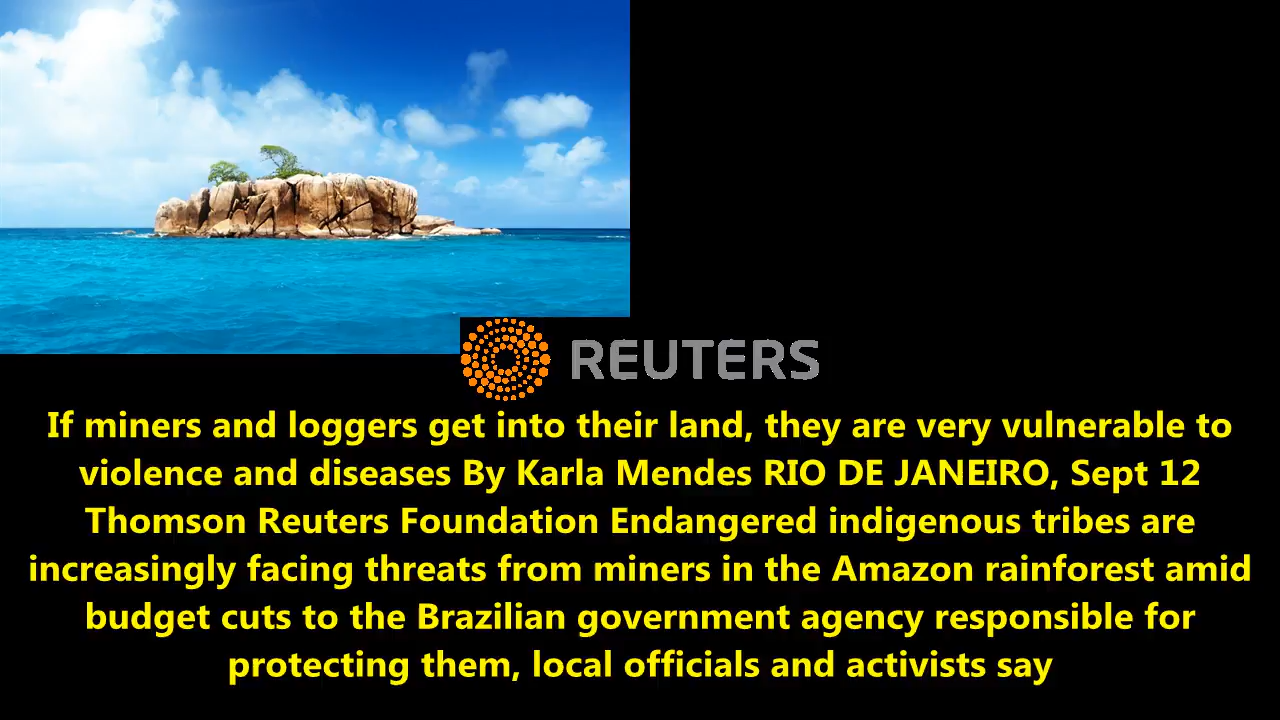 REUTERS
If miners and loggers get into their land, they are very vulnerable to
violence and diseases By Karla Mendes RIO DE JANEIRO, Sept 12
Thomson Reuters Foundation Endangered indigenous tribes are
increasingly facing threats from miners in the Amazon rainforest amid
budget cuts to the Brazilian government agency responsible for
protecting them, local officials and activists say